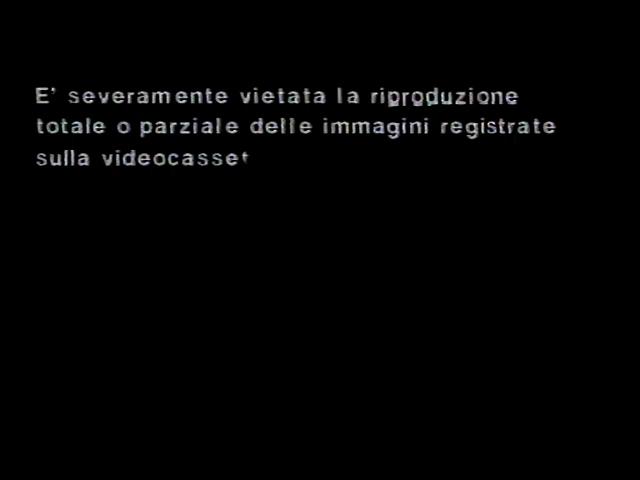 E' severamente vietata la riproduzione
totale o parziale delle immagini registrate
sulla videocasset